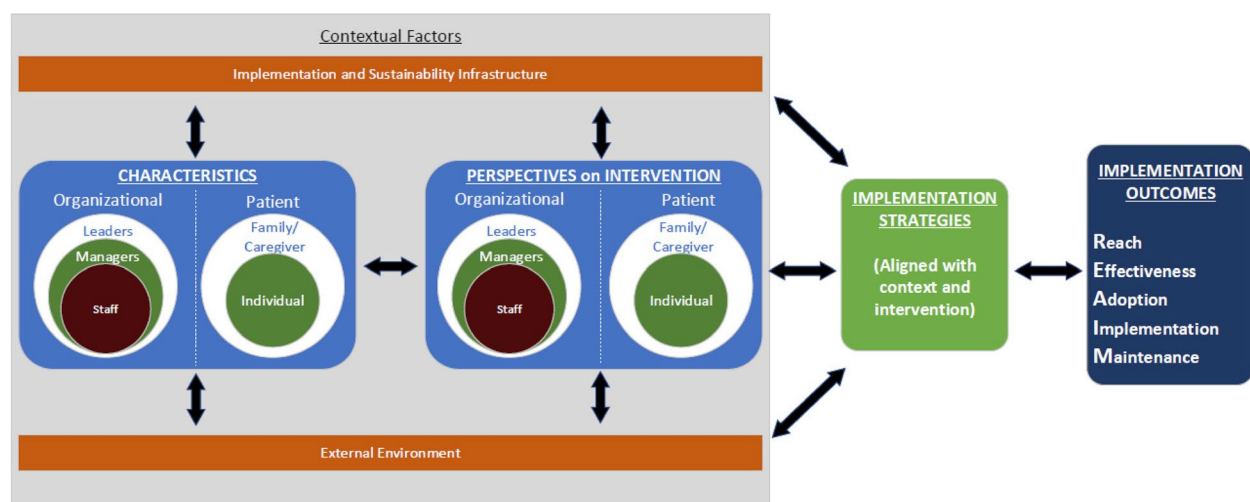 Contextual Factors
Implementation and Sustainability Infrastructure
CHARACTERISTICS
Organizational
Patient
Leaders
Managers
Staff
Family/
Caregiver
Individual
PERSPECTIVES on INTERVENTION
Organizational
Patient
Leaders
Managers
Staff
Family/
Caregiver
Individual
External Environment
IMPLEMENTATION
STRATEGIES
(Aligned with
context and
intervention)
IMPLEMENTATION
OUTCOMES
Reach
Effectiveness
Adoption
Implementation
Maintenance